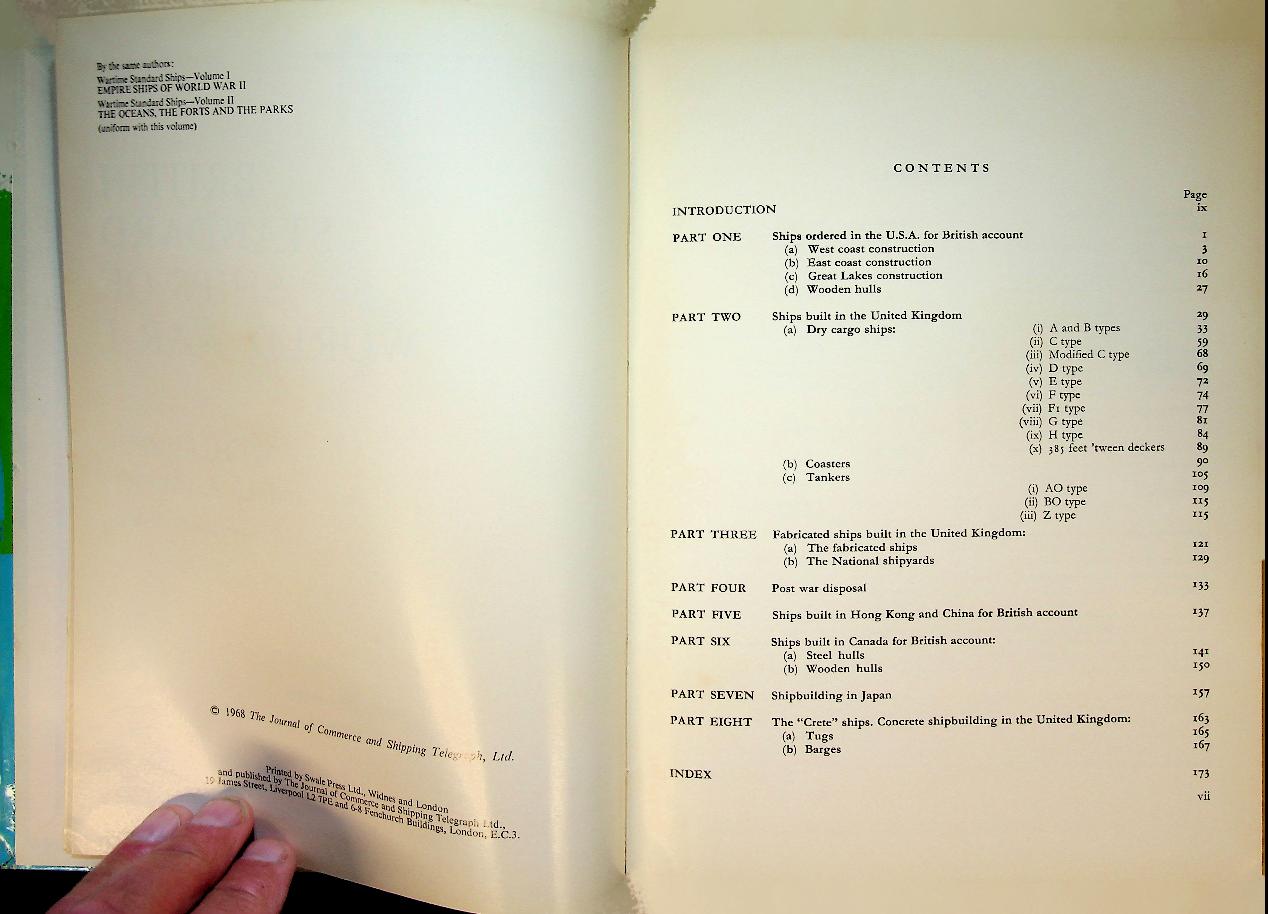 By the same authors:
Wartime Standard Ships—Volume I
EMPIRE SHIPS OF WORLD WAR II
Wartime Standard Ships—Volume II
THE OCEANS, THE FORTS AND THE PARKS
(uniform with this volume)
© 1968 The Journal of Commerce and Shipping Telegraph, Ltd.
Printed by Swale Press Ltd., Widnes and London
and published by The Journal of Commerce and Shipping Telegraph Ltd.,
19 James Street, Liverpool L2 7PE and 6-8 Fenchurch Buildings, London, E.C.3.
CONTENTS
Page
INTRODUCTION ix
PART ONE Ships ordered in the U.S.A. for British account 1
(a) West coast construction 3
(b) East coast construction 10
(c) Great Lakes construction 16
(d) Wooden hulls 27
PART TWO Ships built in the United Kingdom 29
(a) Dry cargo ships: (i) A and B types 33
(ii) C type 59
(iii) Modified C type 68
(iv) D type 69
(v) E type 72
(vi) F type 74
(vii) F1 type 77
(viii) G type 81
(ix) H type 84
(x) 385 feet 'tween deckers 89
(b) Coasters 90
(c) Tankers 105
(i) AO type 109
(ii) BO type 115
(iii) Z type 115
PART THREE Fabricated ships built in the United Kingdom:
(a) The fabricated ships 121
(b) The National shipyards 129
PART FOUR Post war disposal 133
PART FIVE Ships built in Hong Kong and China for British account 137
PART SIX Ships built in Canada for British account:
(a) Steel hulls 141
(b) Wooden hulls 150
PART SEVEN Shipbuilding in Japan 157
PART EIGHT The "Crete" ships. Concrete shipbuilding in the United Kingdom: 163
(a) Tugs 165
(b) Barges 167
INDEX 173
vii